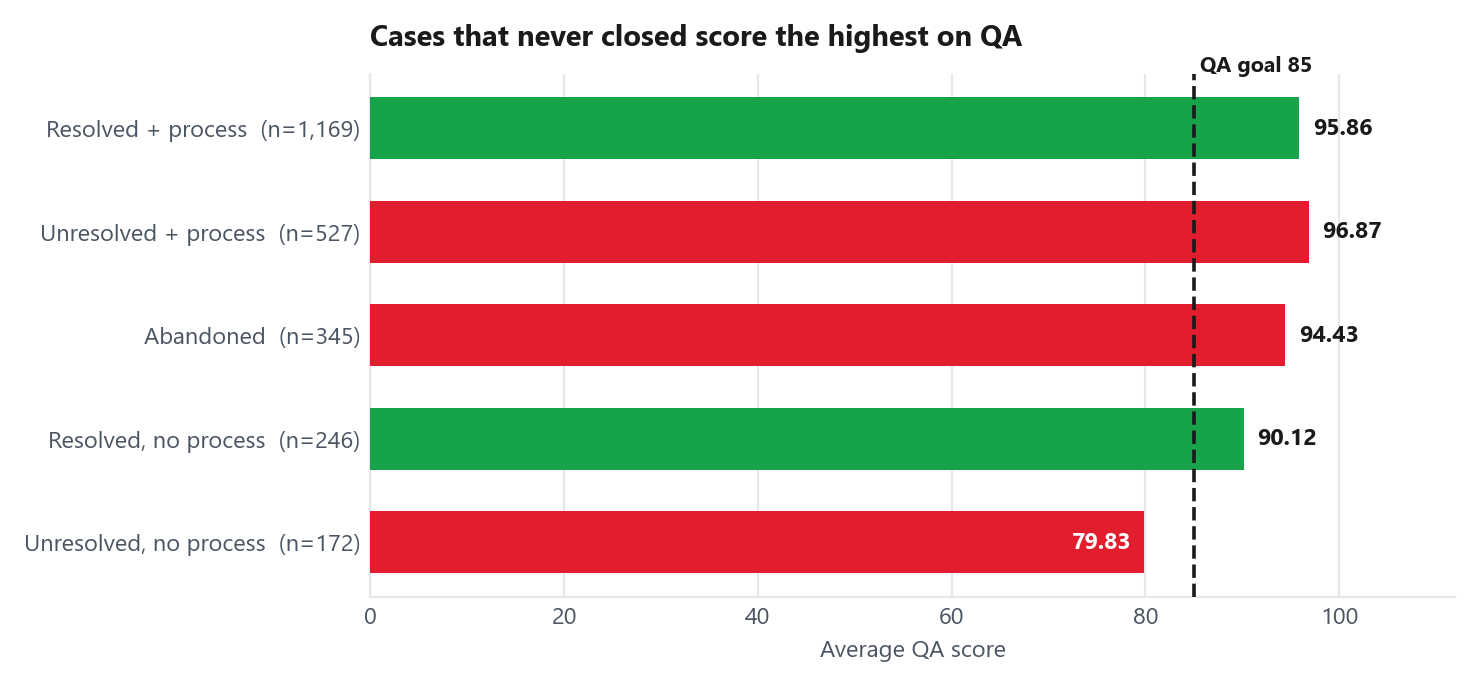 Cases that never closed score the highest on QA
QA goal 85
Resolved + process (n=1,169)
95.86
Unresolved + process (n=527)
96.87
Abandoned (n=345)
94.43
Resolved, no process (n=246)
90.12
Unresolved, no process (n=172)
79.83
0 20 40 60 80 100
Average QA score